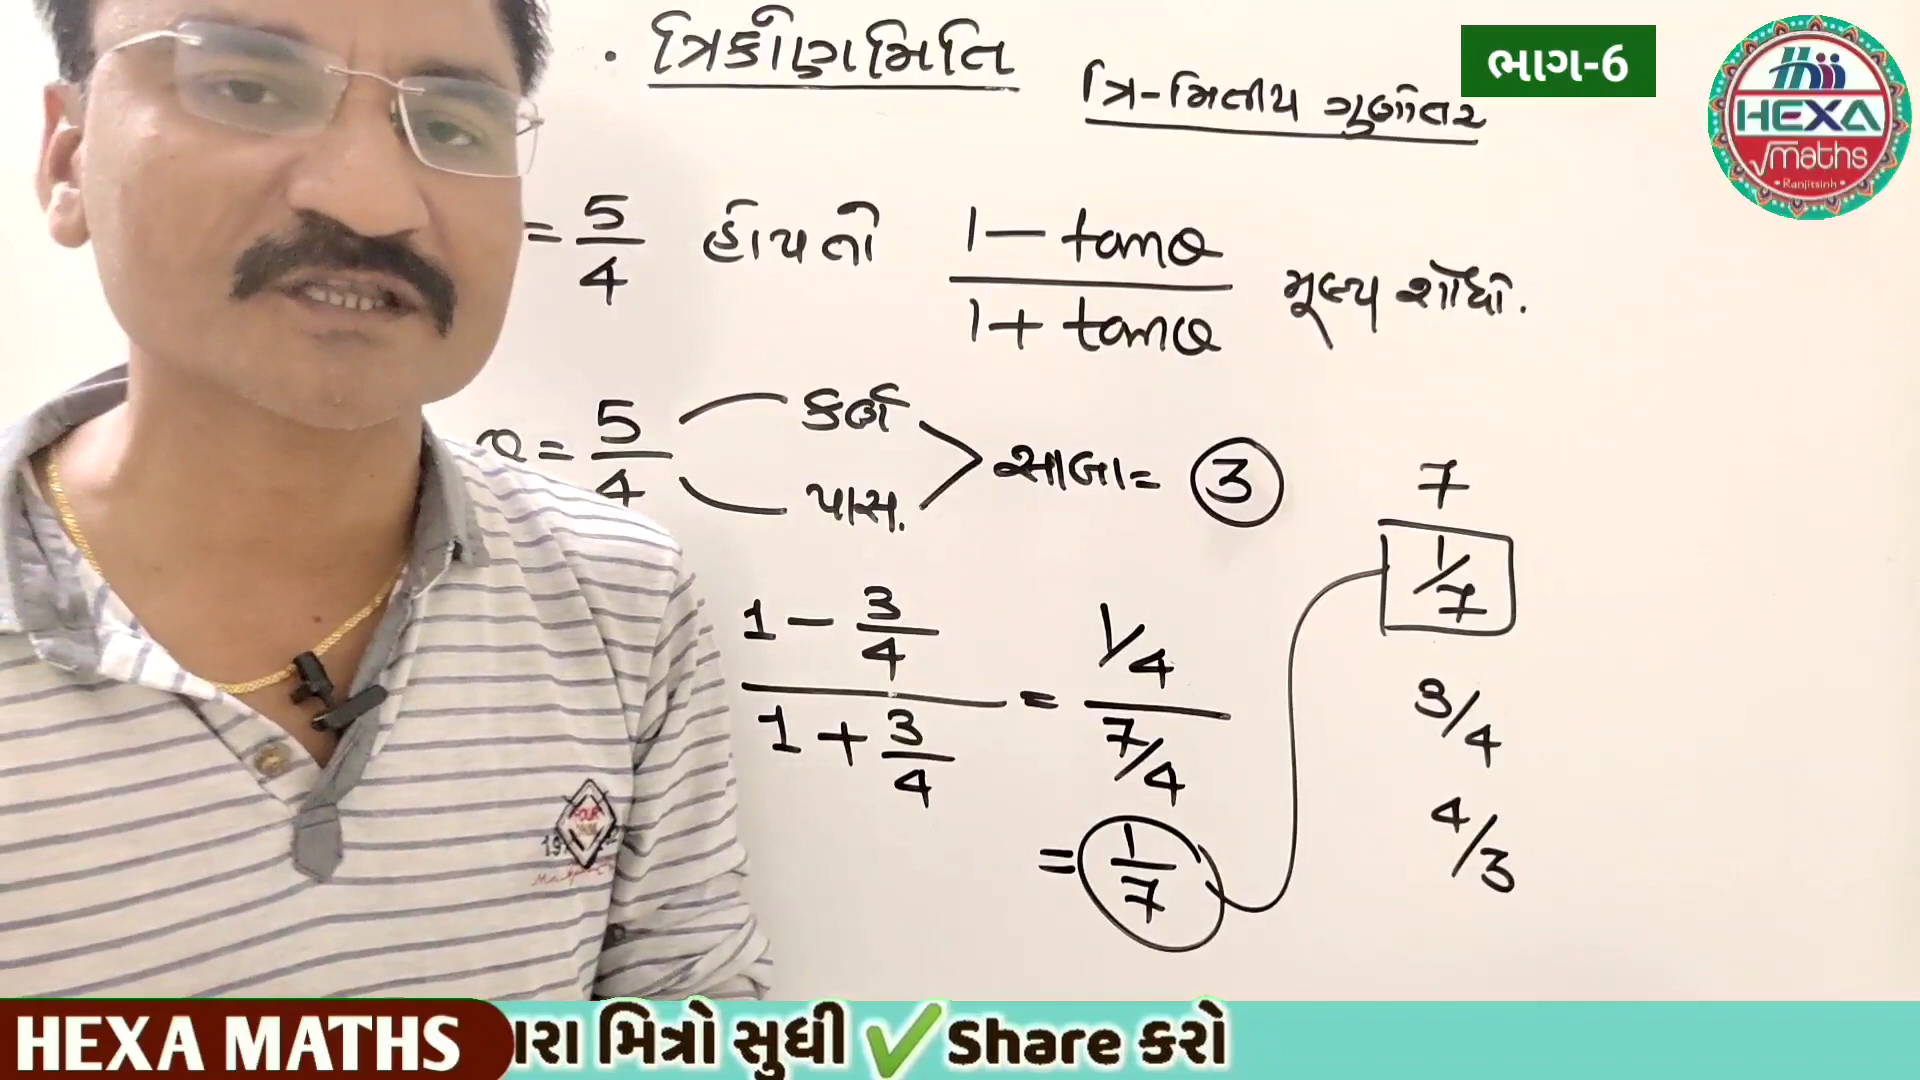 . ત્રિકોણમિતિ
ત્રિ-મિતીય ગુણોત્તર
ભાગ-6
HEXA
√maths
• Ranjitsinh •
= 5/4 હોય તો (1 - tanθ)/(1 + tanθ) મૂલ્ય શોધો.
θ = 5/4
કર્ણ
પાસ.
સાબા = 3
7
1/7
3/4
4/3
(1 - 3/4)/(1 + 3/4) = (1/4)/(7/4)
= 1/7
HEXA MATHS
રા મિત્રો સુધી ✓Share કરો